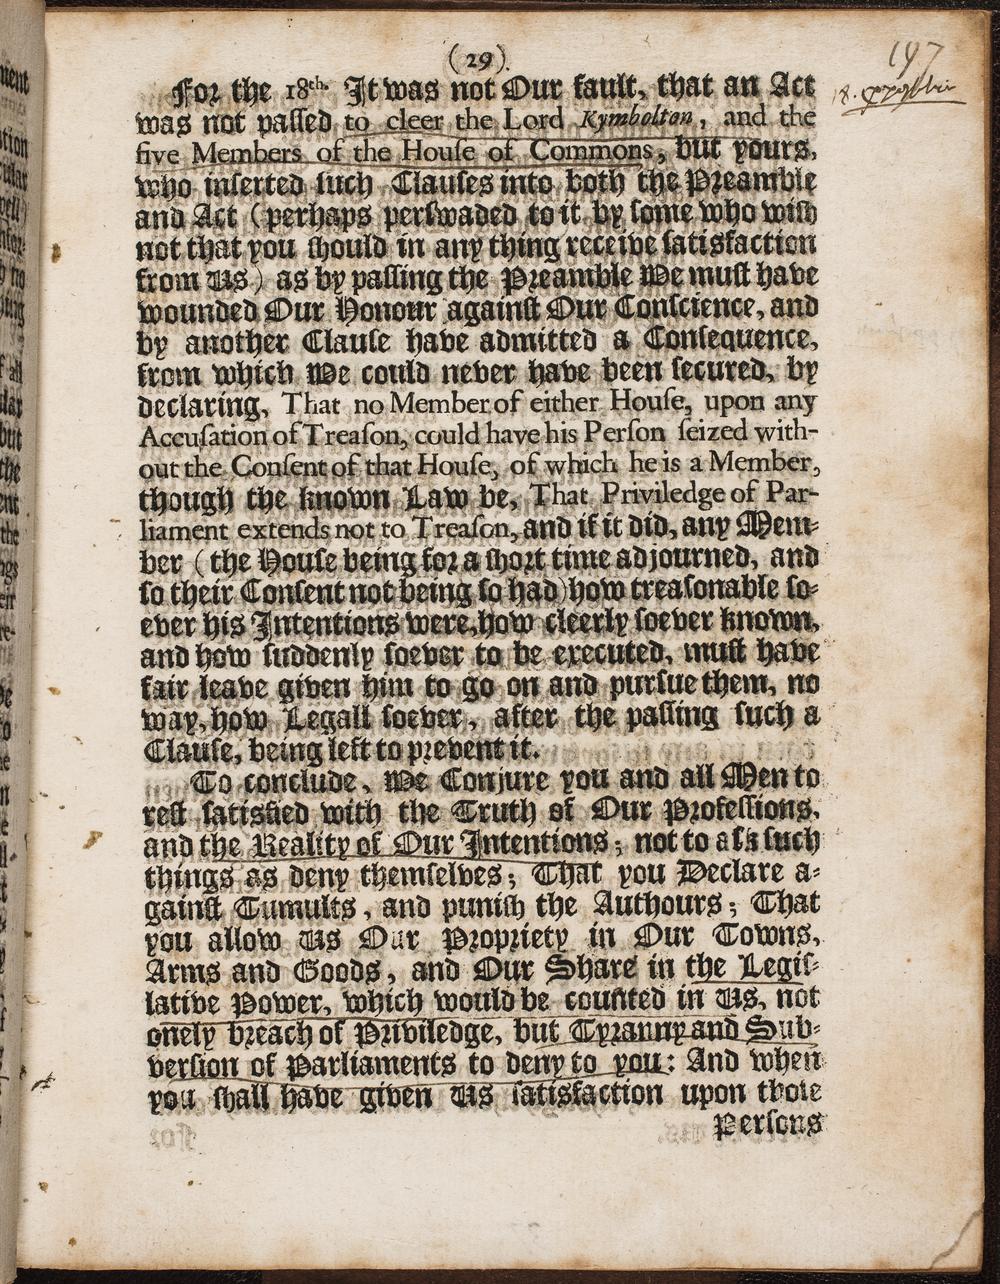 (29).
197
For the 18th. It was not Our fault, that an Act
18.
was not paſſed to cleer the Lord Kymbolton, and the
five Members of the Houſe of Commons, but yours,
who inſerted ſuch Clauſes into both the Preamble
and Act (perhaps perſwaded to it by ſome who wiſh
not that you ſhould in any thing receive ſatisfaction
from Us) as by paſſing the Preamble We muſt have
wounded Our Honour againſt Our Conſcience, and
by another Clauſe have admitted a Conſequence,
from which We could never have been ſecured, by
declaring, That no Member of either Houſe, upon any
Accuſation of Treaſon, could have his Perſon ſeized with-
out the Conſent of that Houſe, of which he is a Member,
though the known Law be, That Priviledge of Par-
liament extends not to Treaſon, and if it did, any Mem-
ber (the Houſe being for a ſhort time adjourned, and
ſo their Conſent not being ſo had) how treaſonable ſo-
ever his Intentions were, how cleerly ſoever known,
and how ſuddenly ſoever to be executed, muſt have
fair leave given him to go on and purſue them, no
way, how Legall ſoever, after the paſſing ſuch a
Clauſe, being left to prevent it.
To conclude, We Conjure you and all Men to
reſt ſatisfied with the Truth of Our Profeſſions,
and the Reality of Our Intentions; not to ask ſuch
things as deny themſelves; That you Declare a-
gainſt Tumults, and puniſh the Authours; That
you allow Us Our Propriety in Our Towns,
Arms and Goods, and Our Share in the Legiſ-
lative Power, which would be counted in Us, not
onely breach of Priviledge, but Tyranny and Sub-
verſion of Parliaments to deny to you: And when
you ſhall have given Us ſatisfaction upon thoſe
Perſons